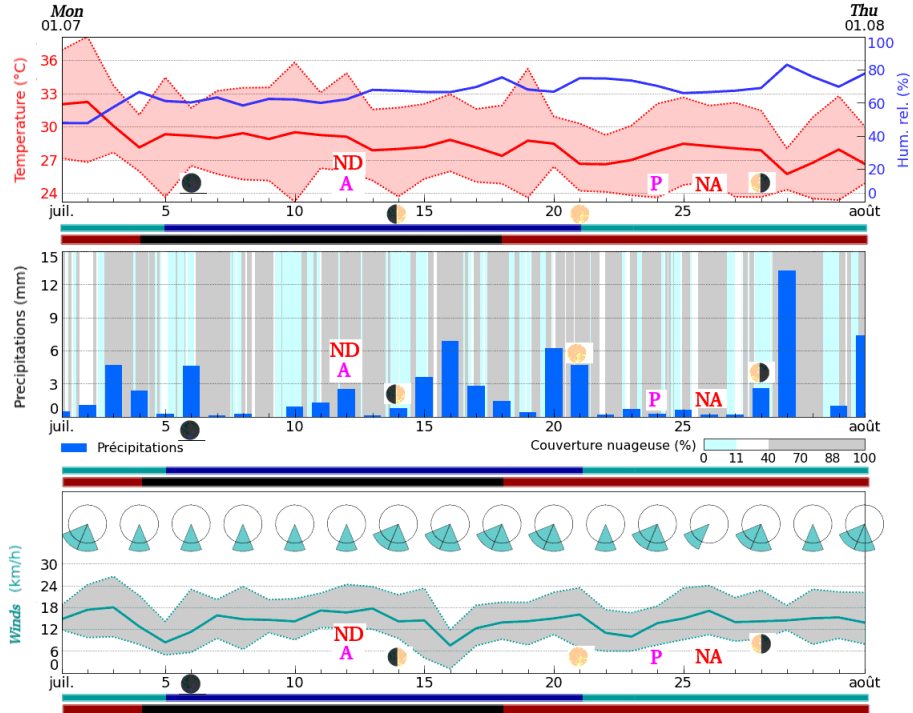 Mon Thu
01.07 01.08
Temperature (°C)
36
33
30
27
24
100
80
60
40
20
0
Hum. rel. (%)
ND
A P NA
juil. 5 10 15 20 25 août
Precipitations (mm)
15
12
9
6
3
0
ND
A
P NA
juil. 5 10 15 20 25 août
Précipitations
Couverture nuageuse (%)
0 11 40 70 88 100
Winds (km/h)
30
24
18
12
6
0
ND
A P NA
juil. 5 10 15 20 25 août